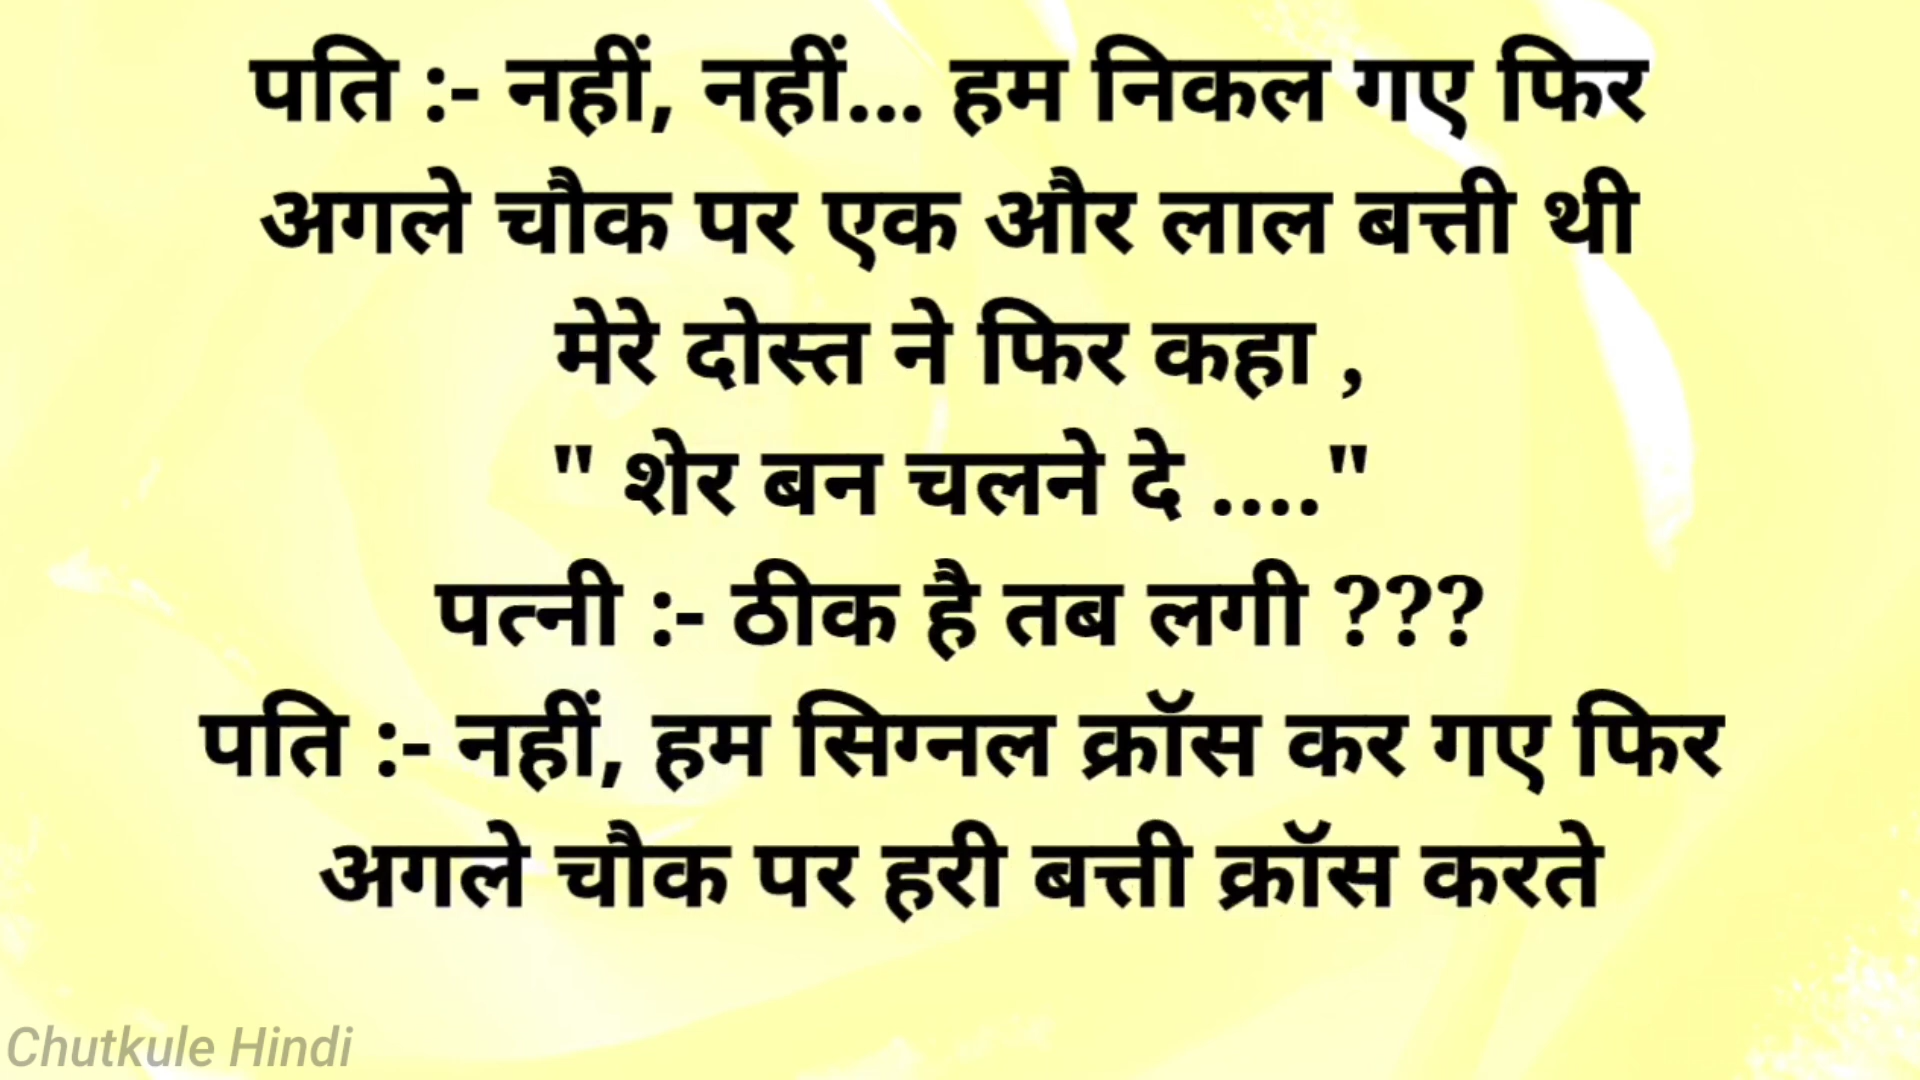 पति :- नहीं, नहीं... हम निकल गए फिर
अगले चौक पर एक और लाल बत्ती थी
मेरे दोस्त ने फिर कहा ,
" शेर बन चलने दे ...."
पत्नी :- ठीक है तब लगी ???
पति :- नहीं, हम सिग्नल क्रॉस कर गए फिर
अगले चौक पर हरी बत्ती क्रॉस करते
Chutkule Hindi